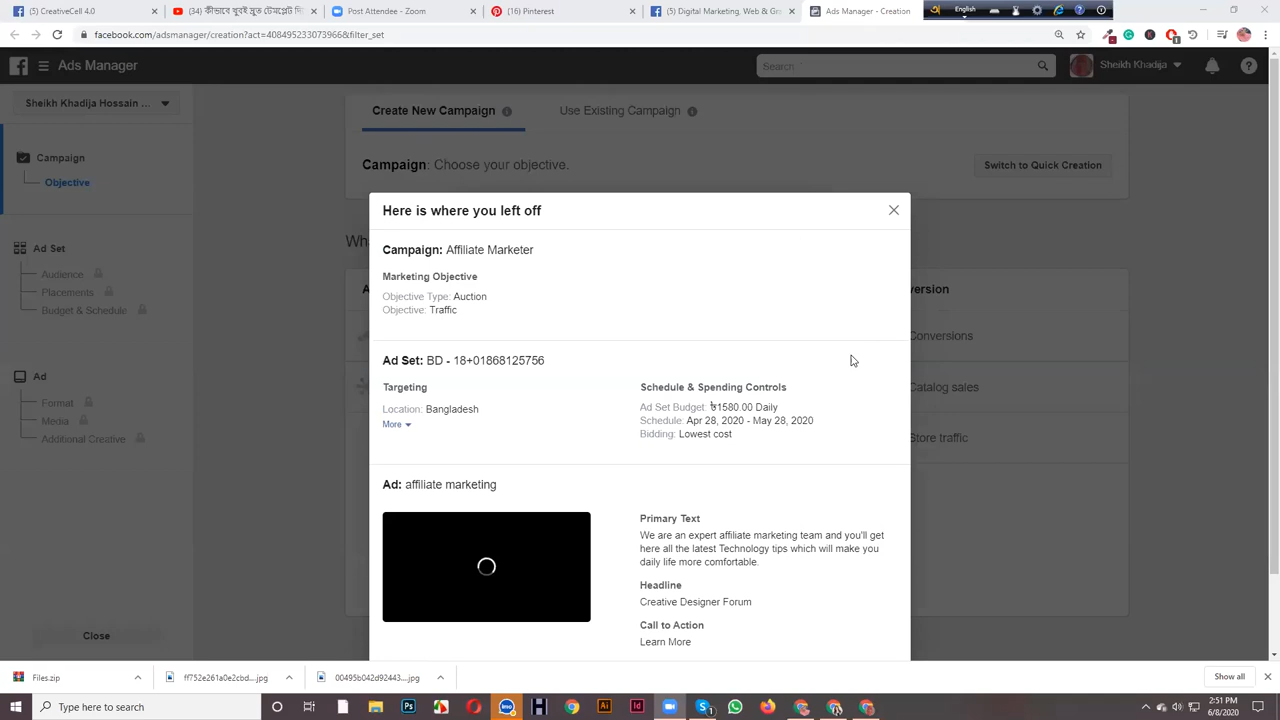 (5) CreativeCell 4.0
(34) কীভাবে খুবই দ্রুত টেমপ্লেট দি
Post Attendee - Zoom
(16) Pinterest
(5) Digital Marketing, Web & Gra
Ads Manager - Creation
English
facebook.com/adsmanager/creation?act=4084952330739668&filter_set
Ads Manager
Search
Sheikh Khadija
Sheikh Khadija Hossain ...
Create New Campaign
Use Existing Campaign
Campaign
Campaign: Choose your objective.
Switch to Quick Creation
Objective
Here is where you left off
Campaign: Affiliate Marketer
Ad Set
Marketing Objective
Audience
Objective Type: Auction
Placements
Objective: Traffic
Budget & Schedule
Conversions
Ad Set: BD - 18+01868125756
Ad
Targeting
Schedule & Spending Controls
Catalog sales
Format
Location: Bangladesh
Ad Set Budget: ৳1580.00 Daily
Media
More
Schedule: Apr 28, 2020 - May 28, 2020
Additional Creative
Bidding: Lowest cost
Store traffic
Ad: affiliate marketing
Primary Text
We are an expert affiliate marketing team and you'll get
here all the latest Technology tips which will make you
daily life more comfortable.
Headline
Creative Designer Forum
Call to Action
Learn More
Close
Files.zip
ff752e261a0e2cbd....jpg
00495b042d92443....jpg
Show all
Type here to search
2:51 PM
6/8/2020